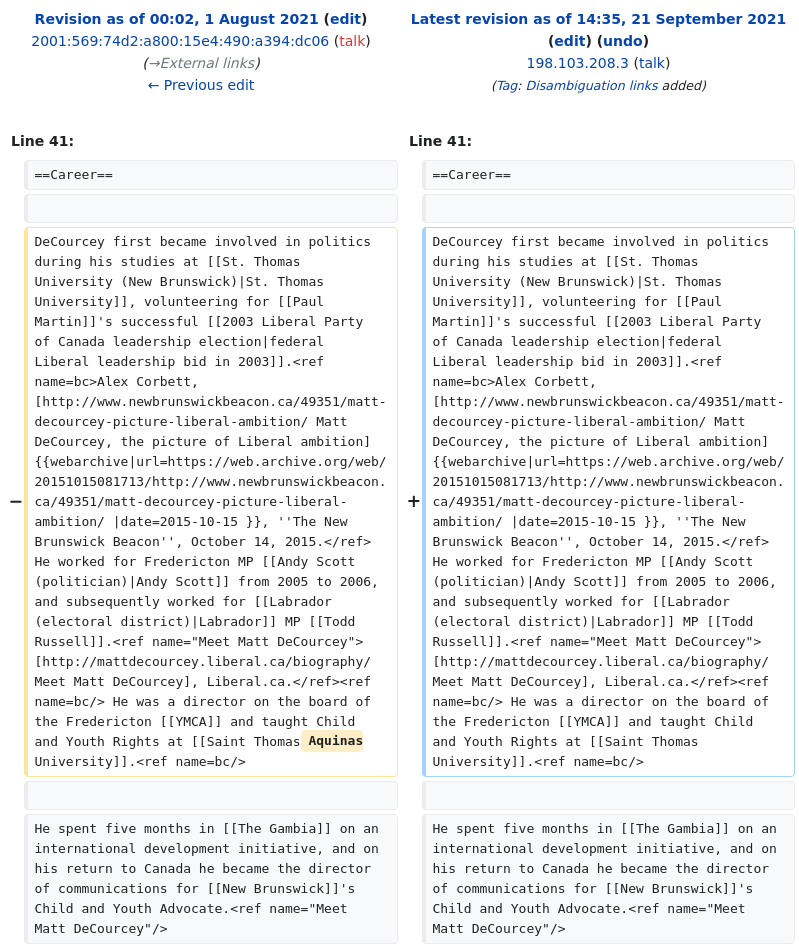 Revision as of 00:02, 1 August 2021 (edit)
2001:569:74d2:a800:15e4:490:a394:dc06 (talk)
(→External links)
← Previous edit
Latest revision as of 14:35, 21 September 2021
(edit) (undo)
198.103.208.3 (talk)
(Tag: Disambiguation links added)
Line 41:
==Career==
− DeCourcey first became involved in politics
during his studies at [[St. Thomas
University (New Brunswick)|St. Thomas
University]], volunteering for [[Paul
Martin]]'s successful [[2003 Liberal Party
of Canada leadership election|federal
Liberal leadership bid in 2003]].<ref
name=bc>Alex Corbett,
[http://www.newbrunswickbeacon.ca/49351/matt-
decourcey-picture-liberal-ambition/ Matt
DeCourcey, the picture of Liberal ambition]
{{webarchive|url=https://web.archive.org/web/
20151015081713/http://www.newbrunswickbeacon.
ca/49351/matt-decourcey-picture-liberal-
ambition/ |date=2015-10-15 }}, ''The New
Brunswick Beacon'', October 14, 2015.</ref>
He worked for Fredericton MP [[Andy Scott
(politician)|Andy Scott]] from 2005 to 2006,
and subsequently worked for [[Labrador
(electoral district)|Labrador]] MP [[Todd
Russell]].<ref name="Meet Matt DeCourcey">
[http://mattdecourcey.liberal.ca/biography/
Meet Matt DeCourcey], Liberal.ca.</ref><ref
name=bc/> He was a director on the board of
the Fredericton [[YMCA]] and taught Child
and Youth Rights at [[Saint Thomas Aquinas
University]].<ref name=bc/>
He spent five months in [[The Gambia]] on an
international development initiative, and on
his return to Canada he became the director
of communications for [[New Brunswick]]'s
Child and Youth Advocate.<ref name="Meet
Matt DeCourcey"/>
Line 41:
==Career==
+ DeCourcey first became involved in politics
during his studies at [[St. Thomas
University (New Brunswick)|St. Thomas
University]], volunteering for [[Paul
Martin]]'s successful [[2003 Liberal Party
of Canada leadership election|federal
Liberal leadership bid in 2003]].<ref
name=bc>Alex Corbett,
[http://www.newbrunswickbeacon.ca/49351/matt-
decourcey-picture-liberal-ambition/ Matt
DeCourcey, the picture of Liberal ambition]
{{webarchive|url=https://web.archive.org/web/
20151015081713/http://www.newbrunswickbeacon.
ca/49351/matt-decourcey-picture-liberal-
ambition/ |date=2015-10-15 }}, ''The New
Brunswick Beacon'', October 14, 2015.</ref>
He worked for Fredericton MP [[Andy Scott
(politician)|Andy Scott]] from 2005 to 2006,
and subsequently worked for [[Labrador
(electoral district)|Labrador]] MP [[Todd
Russell]].<ref name="Meet Matt DeCourcey">
[http://mattdecourcey.liberal.ca/biography/
Meet Matt DeCourcey], Liberal.ca.</ref><ref
name=bc/> He was a director on the board of
the Fredericton [[YMCA]] and taught Child
and Youth Rights at [[Saint Thomas
University]].<ref name=bc/>
He spent five months in [[The Gambia]] on an
international development initiative, and on
his return to Canada he became the director
of communications for [[New Brunswick]]'s
Child and Youth Advocate.<ref name="Meet
Matt DeCourcey"/>